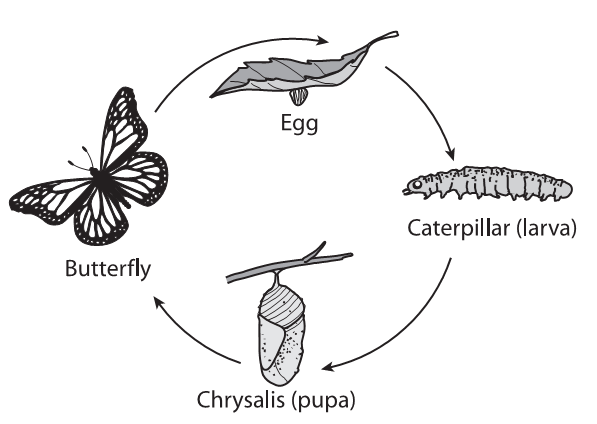 Egg
Caterpillar (larva)
Butterfly
Chrysalis (pupa)